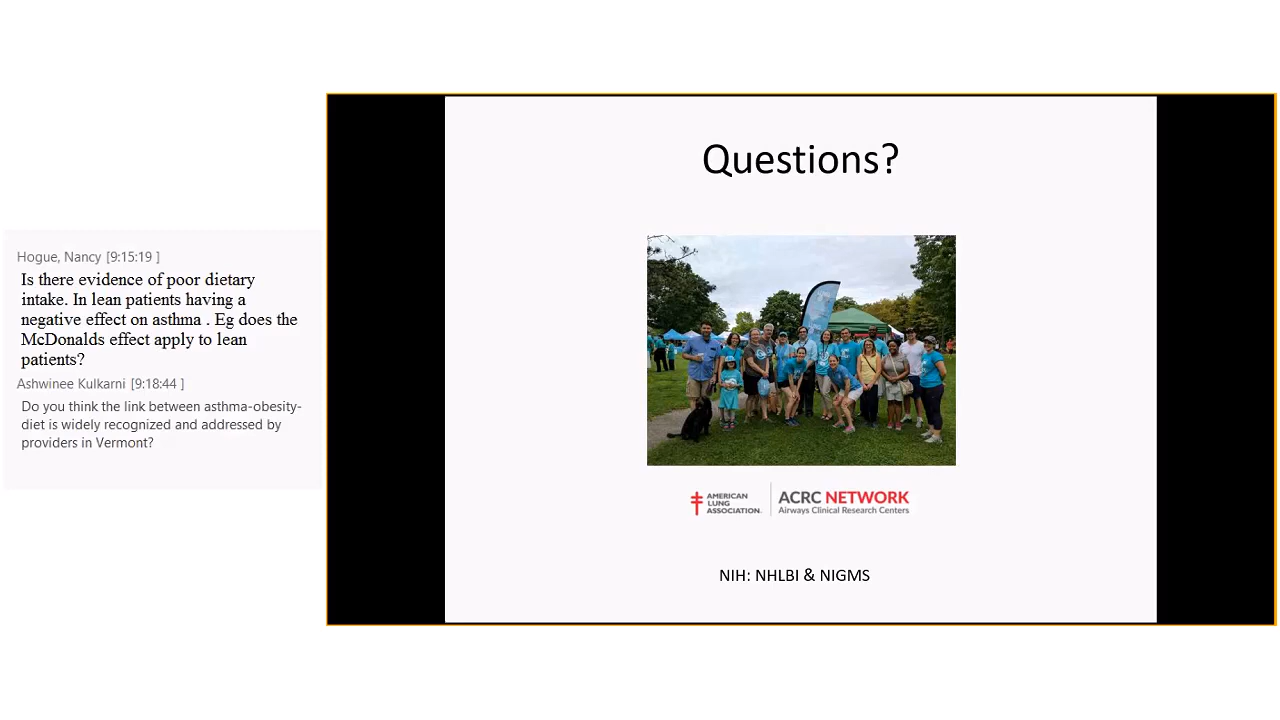 Hogue, Nancy [9:15:19 ]
Is there evidence of poor dietary
intake. In lean patients having a
negative effect on asthma . Eg does the
McDonalds effect apply to lean
patients?
Ashwinee Kulkarni [9:18:44 ]
Do you think the link between asthma-obesity-
diet is widely recognized and addressed by
providers in Vermont?
Questions?
AMERICAN
LUNG
ASSOCIATION.
ACRC NETWORK
Airways Clinical Research Centers
NIH: NHLBI & NIGMS